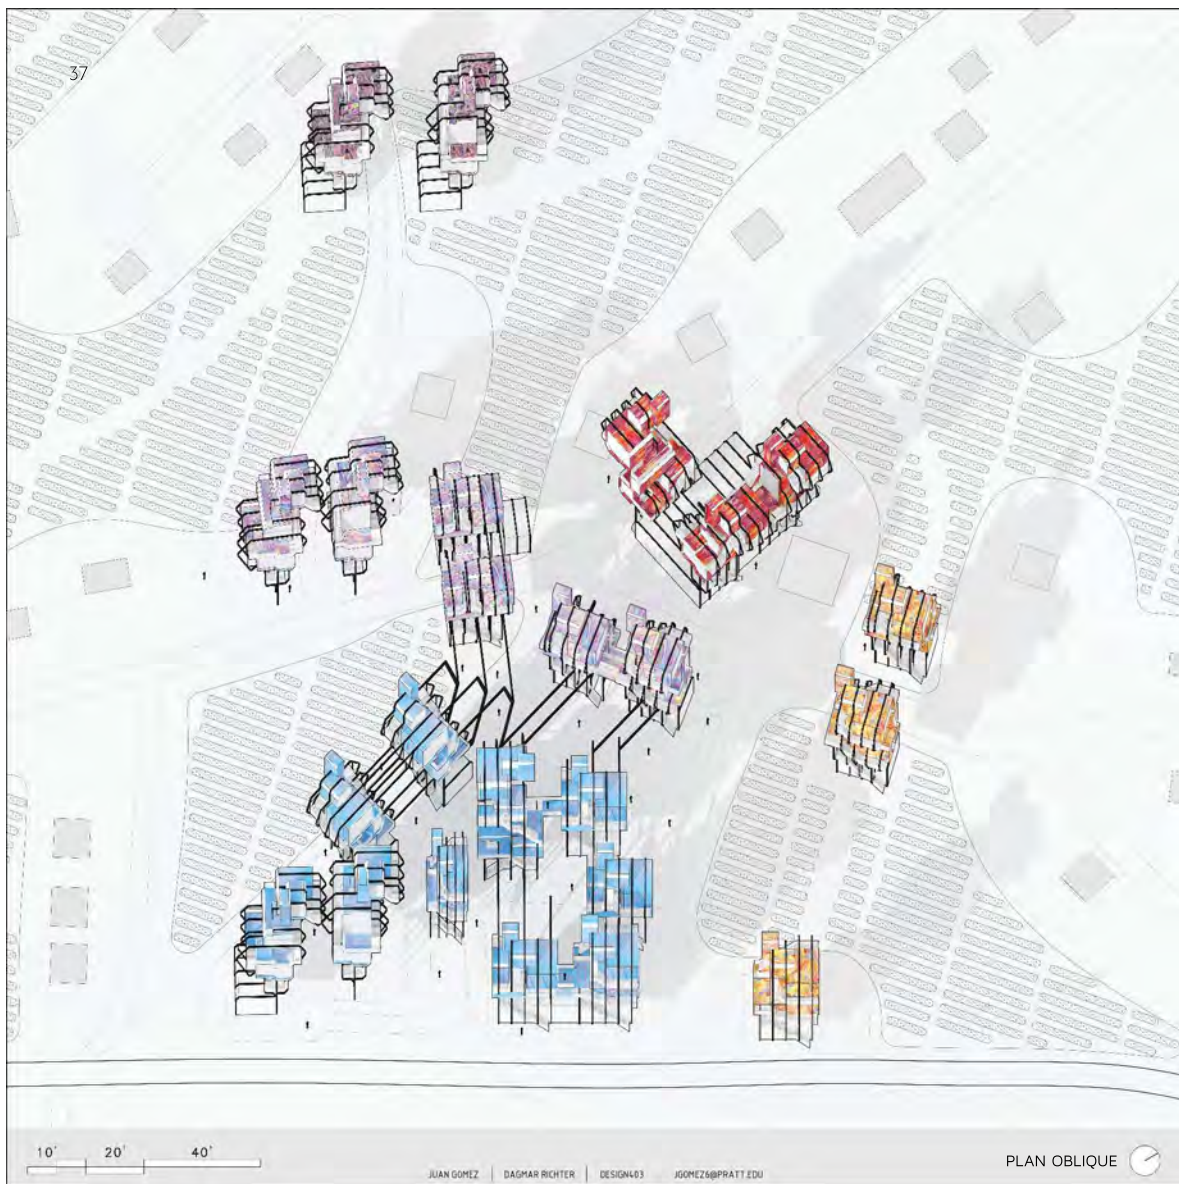 37
10' 20' 40'
JUAN GOMEZ | DAGMAR RICHTER | DESIGN403 JGOMEZ6@PRATT.EDU
PLAN OBLIQUE